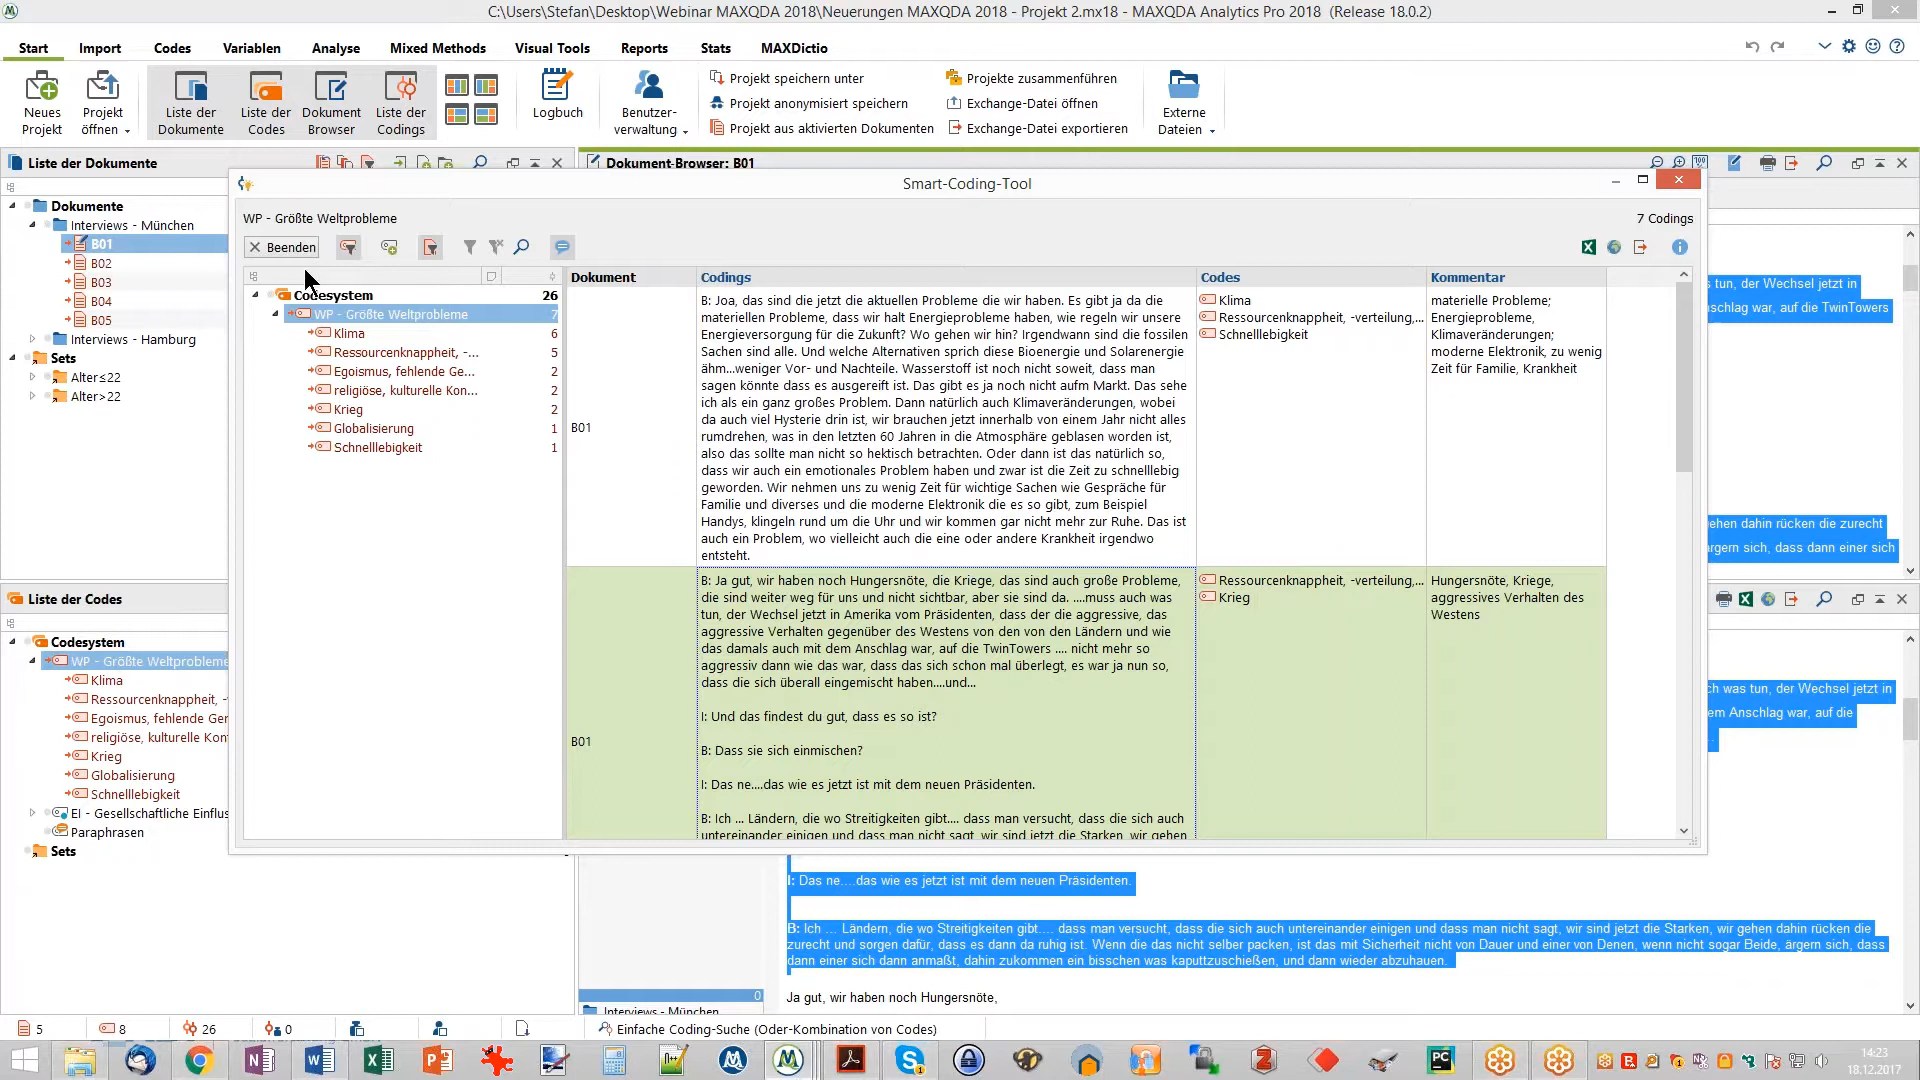 C:\Users\Stefan\Desktop\Webinar MAXQDA 2018\Neuerungen MAXQDA 2018 - Projekt 2.mx18 - MAXQDA Analytics Pro 2018 (Release 18.0.2)
Start Import Codes Variablen Analyse Mixed Methods Visual Tools Reports Stats MAXDictio
Neues Projekt
Projekt öffnen
Liste der Dokumente
Liste der Codes
Dokument Browser
Liste der Codings
Logbuch
Benutzer-verwaltung
Projekt speichern unter
Projekt anonymisiert speichern
Projekt aus aktivierten Dokumenten
Projekte zusammenführen
Exchange-Datei öffnen
Exchange-Datei exportieren
Externe Dateien
Liste der Dokumente
Dokumente
Interviews - München
B01
B02
B03
B04
B05
Interviews - Hamburg
Sets
Alter≤22
Alter>22
Liste der Codes
Codesystem
WP - Größte Weltprobleme
Klima
Ressourcenknappheit, -
Egoismus, fehlende Ger
religiöse, kulturelle Kon
Krieg
Globalisierung
Schnelllebigkeit
EI - Gesellschaftliche Einflus
Paraphrasen
Sets
Dokument-Browser: B01
Smart-Coding-Tool
WP - Größte Weltprobleme
7 Codings
Beenden
Codesystem 26
WP - Größte Weltprobleme 7
Klima 6
Ressourcenknappheit, -... 5
Egoismus, fehlende Ge... 2
religiöse, kulturelle Kon... 2
Krieg 2
Globalisierung 1
Schnelllebigkeit 1
Dokument Codings Codes Kommentar
B01
B: Joa, das sind die jetzt die aktuellen Probleme die wir haben. Es gibt ja da die
materiellen Probleme, dass wir halt Energieprobleme haben, wie regeln wir unsere
Energieversorgung für die Zukunft? Wo gehen wir hin? Irgendwann sind die fossilen
Sachen sind alle. Und welche Alternativen sprich diese Bioenergie und Solarenergie
ähm...weniger Vor- und Nachteile. Wasserstoff ist noch nicht soweit, dass man
sagen könnte dass es ausgereift ist. Das gibt es ja noch nicht aufm Markt. Das sehe
ich als ein ganz großes Problem. Dann natürlich auch Klimaveränderungen, wobei
da auch viel Hysterie drin ist, wir brauchen jetzt innerhalb von einem Jahr nicht alles
rumdrehen, was in den letzten 60 Jahren in die Atmosphäre geblasen worden ist,
also das sollte man nicht so hektisch betrachten. Oder dann ist das natürlich so,
dass wir auch ein emotionales Problem haben und zwar ist die Zeit zu schnelllebig
geworden. Wir nehmen uns zu wenig Zeit für wichtige Sachen wie Gespräche für
Familie und diverses und die moderne Elektronik die es so gibt, zum Beispiel
Handys, klingeln rund um die Uhr und wir kommen gar nicht mehr zur Ruhe. Das ist
auch ein Problem, wo vielleicht auch die eine oder andere Krankheit irgendwo
entsteht.
Klima
Ressourcenknappheit, -verteilung,...
Schnelllebigkeit
materielle Probleme;
Energieprobleme,
Klimaveränderungen;
moderne Elektronik, zu wenig
Zeit für Familie, Krankheit
B01
B: Ja gut, wir haben noch Hungersnöte, die Kriege, das sind auch große Probleme,
die sind weiter weg für uns und nicht sichtbar, aber sie sind da. ....muss auch was
tun, der Wechsel jetzt in Amerika vom Präsidenten, dass der die aggressive, das
aggressive Verhalten gegenüber des Westens von den von den Ländern und wie
das damals auch mit dem Anschlag war, auf die TwinTowers .... nicht mehr so
aggressiv dann wie das war, dass das sich schon mal überlegt, es war ja nun so,
dass die sich überall eingemischt haben....und...
I: Und das findest du gut, dass es so ist?
B: Dass sie sich einmischen?
I: Das ne....das wie es jetzt ist mit dem neuen Präsidenten.
B: Ich ... Ländern, die wo Streitigkeiten gibt.... dass man versucht, dass die sich auch
untereinander einigen und dass man nicht sagt, wir sind jetzt die Starken, wir gehen
Ressourcenknappheit, -verteilung,...
Krieg
Hungersnöte, Kriege,
aggressives Verhalten des
Westens
s tun, der Wechsel jetzt in
schlag war, auf die TwinTowers
ehen dahin rücken die zurecht
rgern sich, dass dann einer sich
ch was tun, der Wechsel jetzt in
em Anschlag war, auf die
I: Das ne....das wie es jetzt ist mit dem neuen Präsidenten.
B: Ich ... Ländern, die wo Streitigkeiten gibt.... dass man versucht, dass die sich auch untereinander einigen und dass man nicht sagt, wir sind jetzt die Starken, wir gehen dahin rücken die
zurecht und sorgen dafür, dass es dann da ruhig ist. Wenn die das nicht selber packen, ist das mit Sicherheit nicht von Dauer und einer von Denen, wenn nicht sogar Beide, ärgern sich, dass
dann einer sich dann anmaßt, dahin zukommen ein bisschen was kaputtzuschießen, und dann wieder abzuhauen.
0
Interviews - München
Ja gut, wir haben noch Hungersnöte,
5 8 26 0 Einfache Coding-Suche (Oder-Kombination von Codes)
14:23
18.12.2017